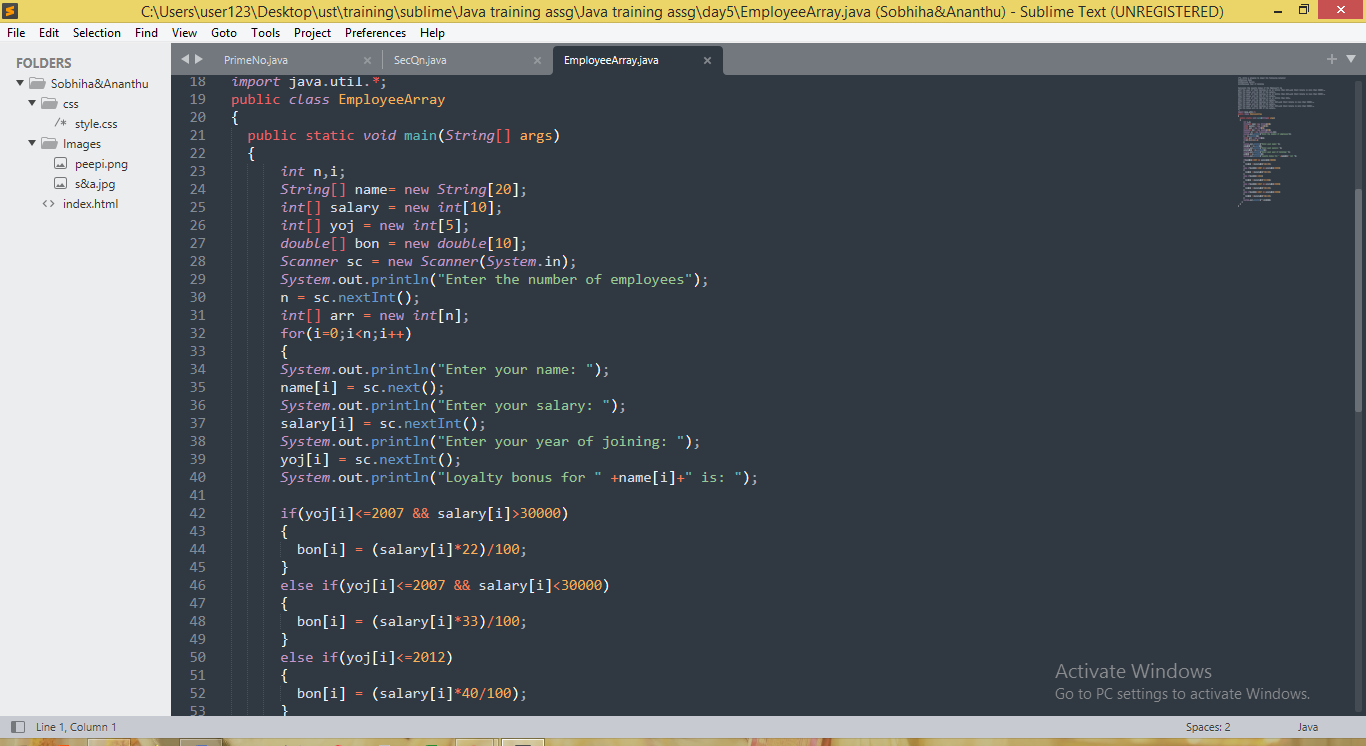 C:\Users\user123\Desktop\ust\training\sublime\Java training assg\Java training assg\day5\EmployeeArray.java (Sobhiha&Ananthu) - Sublime Text (UNREGISTERED)
File Edit Selection Find View Goto Tools Project Preferences Help
FOLDERS
Sobhiha&Ananthu
css
/* style.css
Images
peepi.png
s&a.jpg
<> index.html
PrimeNo.java × SecQn.java × EmployeeArray.java ×
18 import java.util.*;
19 public class EmployeeArray
20 {
21 public static void main(String[] args)
22 {
23 int n,i;
24 String[] name= new String[20];
25 int[] salary = new int[10];
26 int[] yoj = new int[5];
27 double[] bon = new double[10];
28 Scanner sc = new Scanner(System.in);
29 System.out.println("Enter the number of employees");
30 n = sc.nextInt();
31 int[] arr = new int[n];
32 for(i=0;i<n;i++)
33 {
34 System.out.println("Enter your name: ");
35 name[i] = sc.next();
36 System.out.println("Enter your salary: ");
37 salary[i] = sc.nextInt();
38 System.out.println("Enter your year of joining: ");
39 yoj[i] = sc.nextInt();
40 System.out.println("Loyalty bonus for " +name[i]+" is: ");
41
42 if(yoj[i]<=2007 && salary[i]>30000)
43 {
44 bon[i] = (salary[i]*22)/100;
45 }
46 else if(yoj[i]<=2007 && salary[i]<30000)
47 {
48 bon[i] = (salary[i]*33)/100;
49 }
50 else if(yoj[i]<=2012)
51 {
52 bon[i] = (salary[i]*40/100);
53 }
Activate Windows
Go to PC settings to activate Windows.
Line 1, Column 1
Spaces: 2
Java